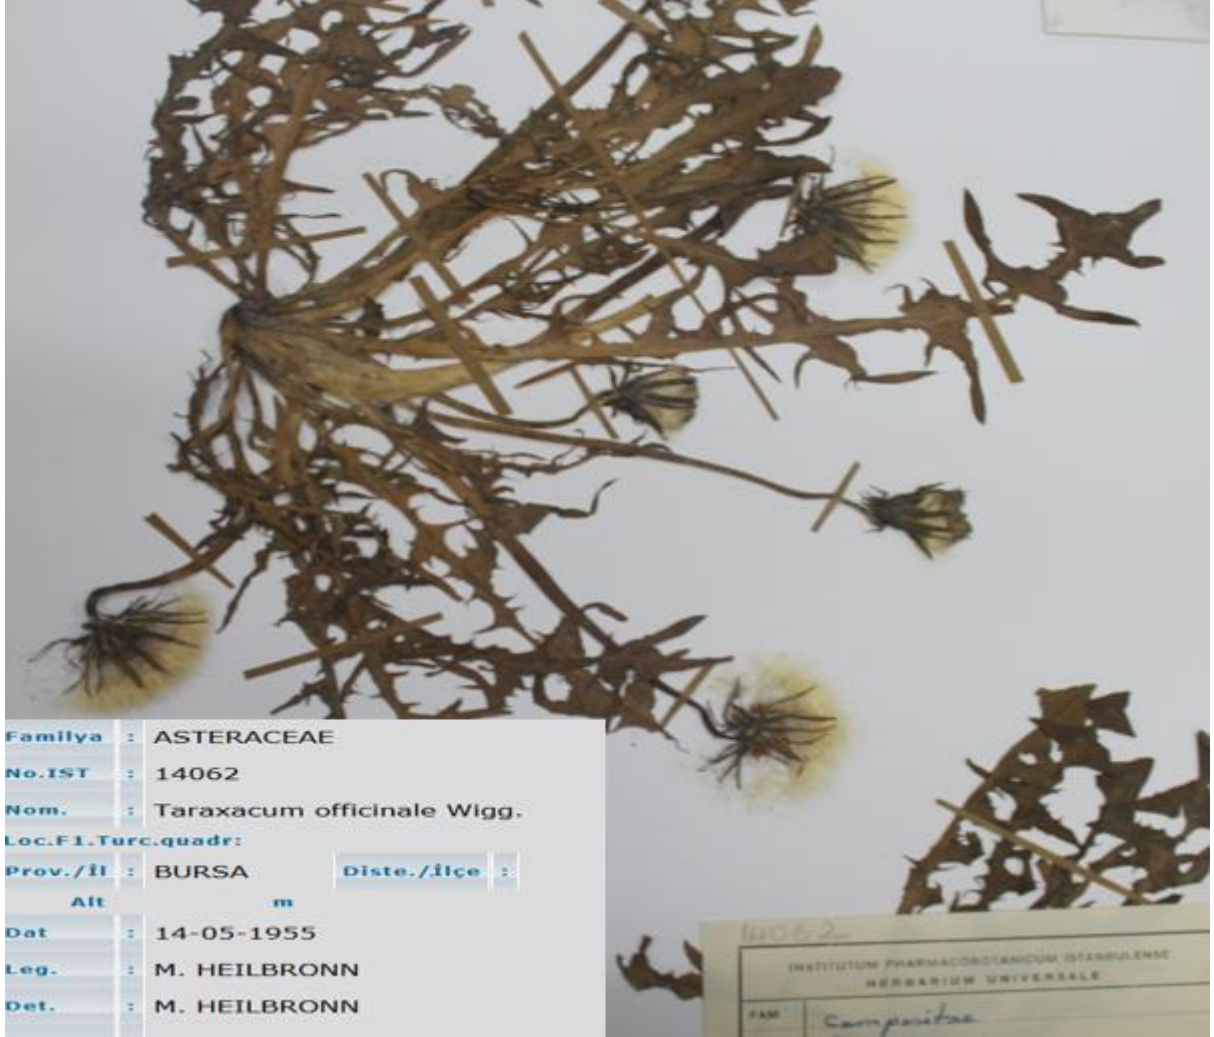 Familya : ASTERACEAE
No.IST : 14062
Nom. : Taraxacum officinale Wigg.
Loc.F1.Turc.quadr:
Prov./İl : BURSA Diste./İlçe :
Alt m
Dat : 14-05-1955
Leg. : M. HEILBRONN
Det. : M. HEILBRONN
14062
INSTITUTUM PHARMACOBOTANICUM ISTANBULENSE
HERBARIUM UNIVERSALE
FAM Compositae